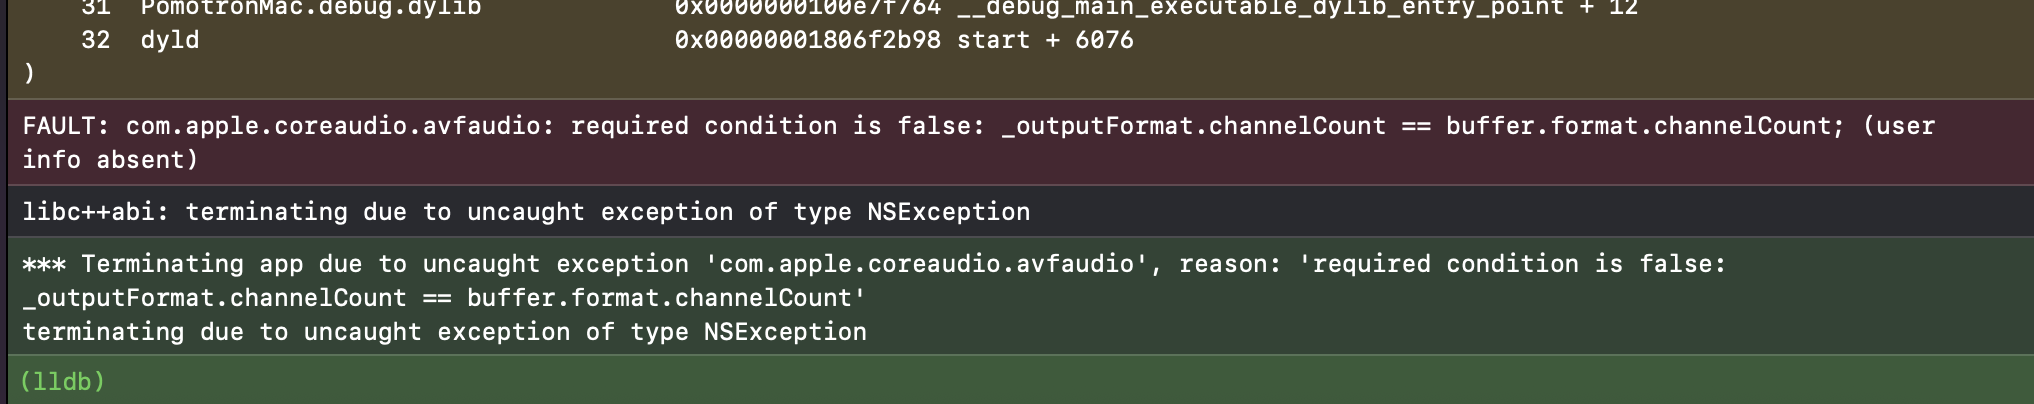 31 PomotronMac.debug.dylib 0x0000000100e7f764 __debug_main_executable_dylib_entry_point + 12
32 dyld 0x00000001806f2b98 start + 6076
)
FAULT: com.apple.coreaudio.avfaudio: required condition is false: _outputFormat.channelCount == buffer.format.channelCount; (user
info absent)
libc++abi: terminating due to uncaught exception of type NSException
*** Terminating app due to uncaught exception 'com.apple.coreaudio.avfaudio', reason: 'required condition is false:
_outputFormat.channelCount == buffer.format.channelCount'
terminating due to uncaught exception of type NSException
(lldb)